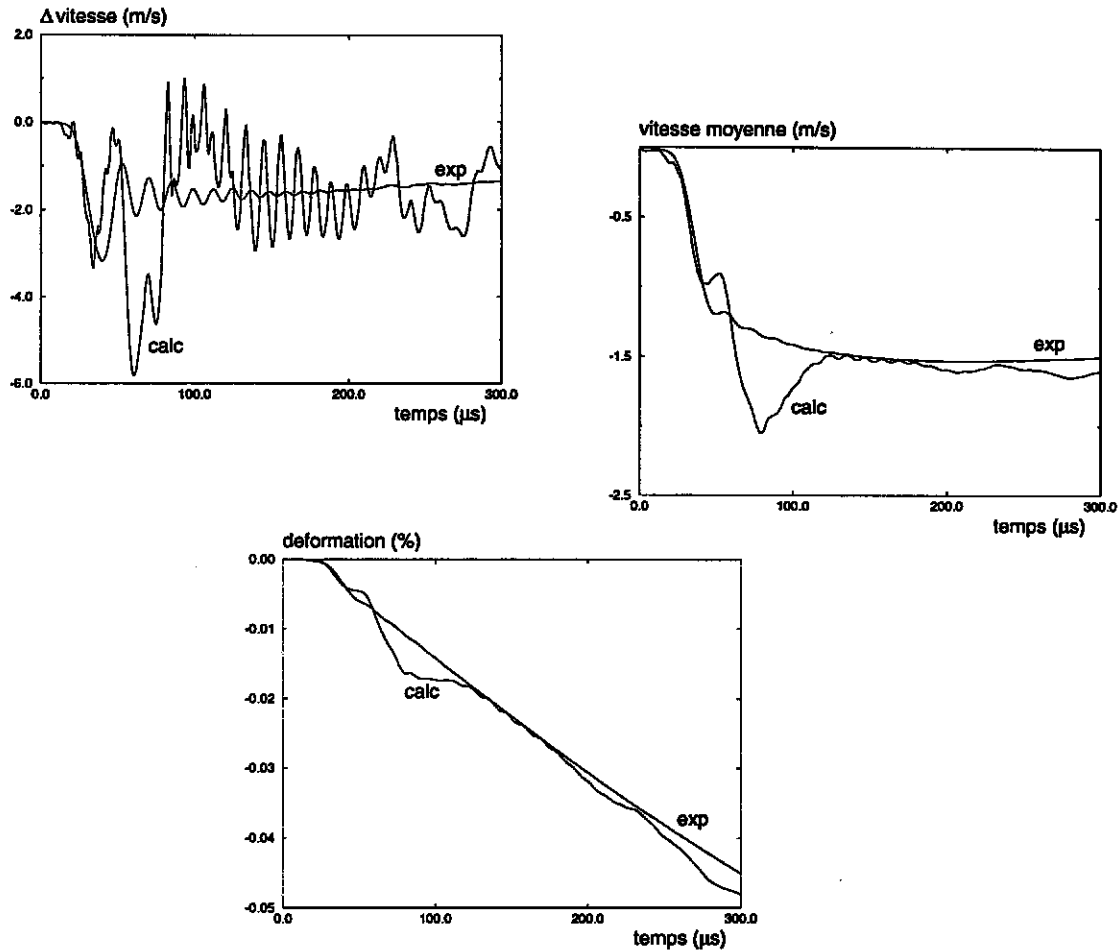 Δ vitesse (m/s)
2.0
0.0
-2.0
-4.0
-6.0
exp
calc
0.0 100.0 200.0 300.0
temps (µs)
vitesse moyenne (m/s)
-0.5
-1.5
-2.5
exp
calc
0.0 100.0 200.0 300.0
temps (µs)
deformation (%)
0.00
-0.01
-0.02
-0.03
-0.04
-0.05
calc
exp
0.0 100.0 200.0 300.0
temps (µs)